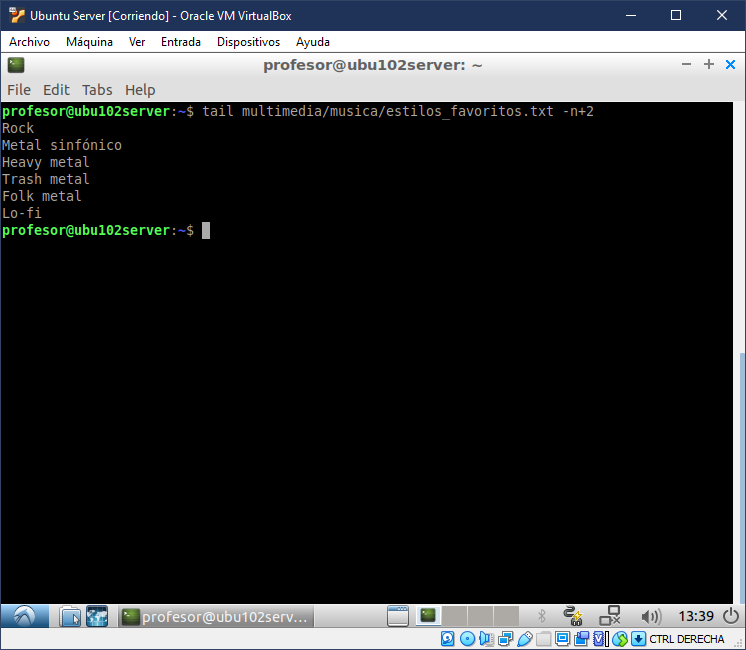 Ubuntu Server [Corriendo] - Oracle VM VirtualBox
Archivo Máquina Ver Entrada Dispositivos Ayuda
profesor@ubu102server: ~
File Edit Tabs Help
profesor@ubu102server:~$ tail multimedia/musica/estilos_favoritos.txt -n+2
Rock
Metal sinfónico
Heavy metal
Trash metal
Folk metal
Lo-fi
profesor@ubu102server:~$
profesor@ubu102serv... 13:39
CTRL DERECHA